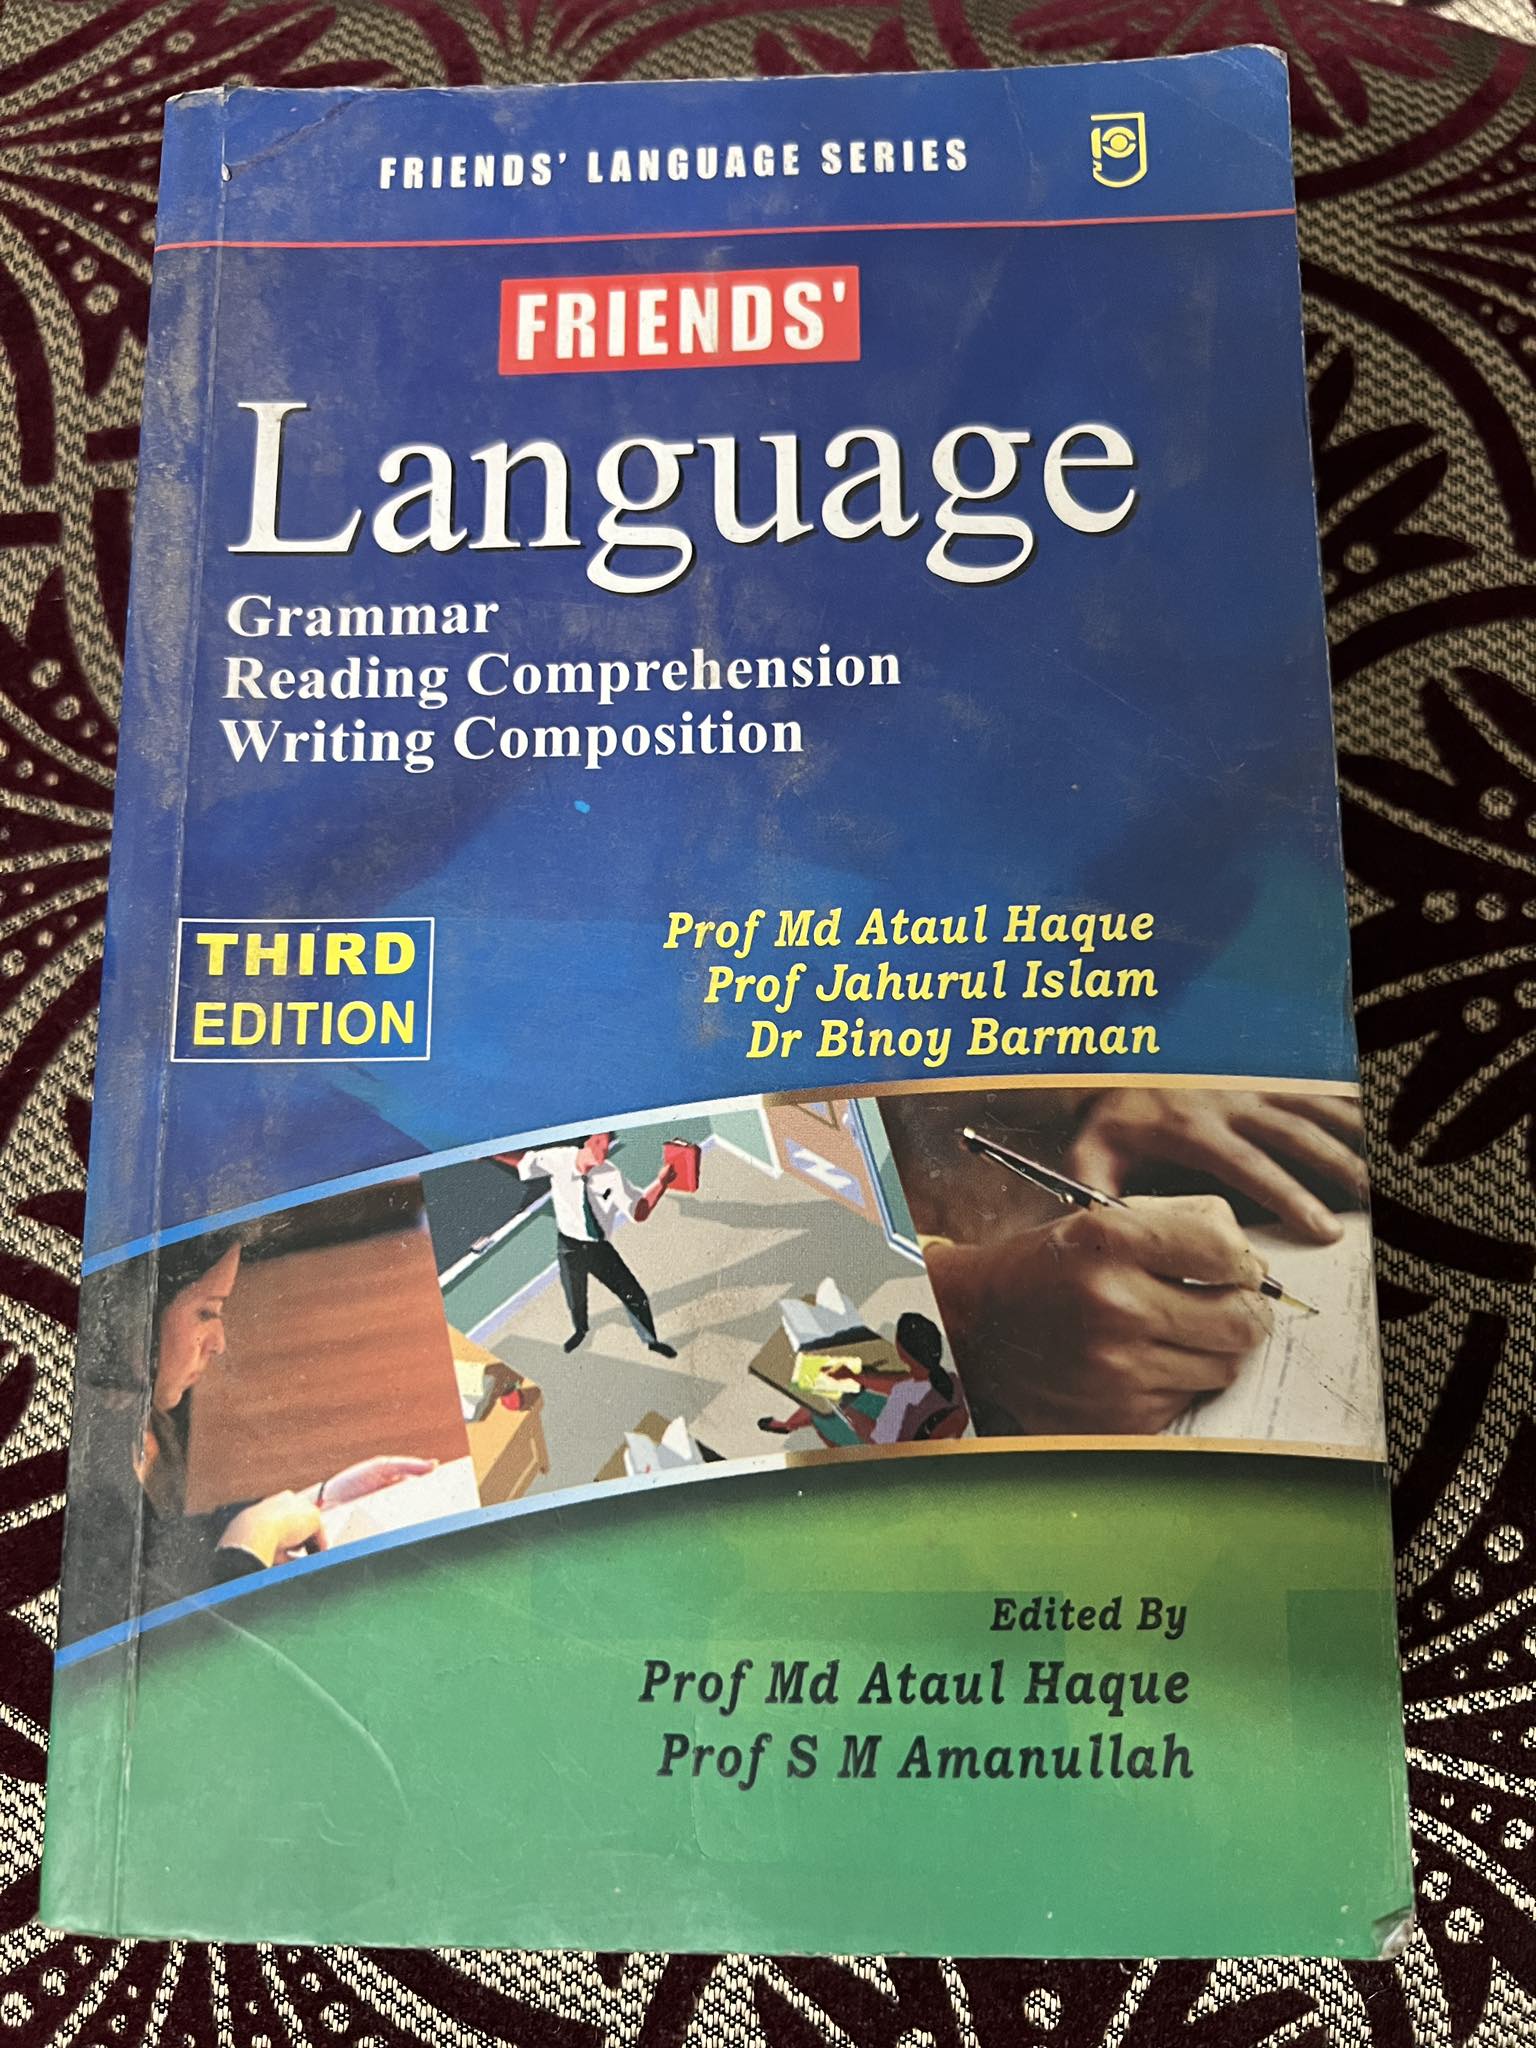 FRIENDS' LANGUAGE SERIES
FRIENDS'
Language
Grammar
Reading Comprehension
Writing Composition
THIRD
EDITION
Prof Md Ataul Haque
Prof Jahurul Islam
Dr Binoy Barman
Edited By
Prof Md Ataul Haque
Prof S M Amanullah